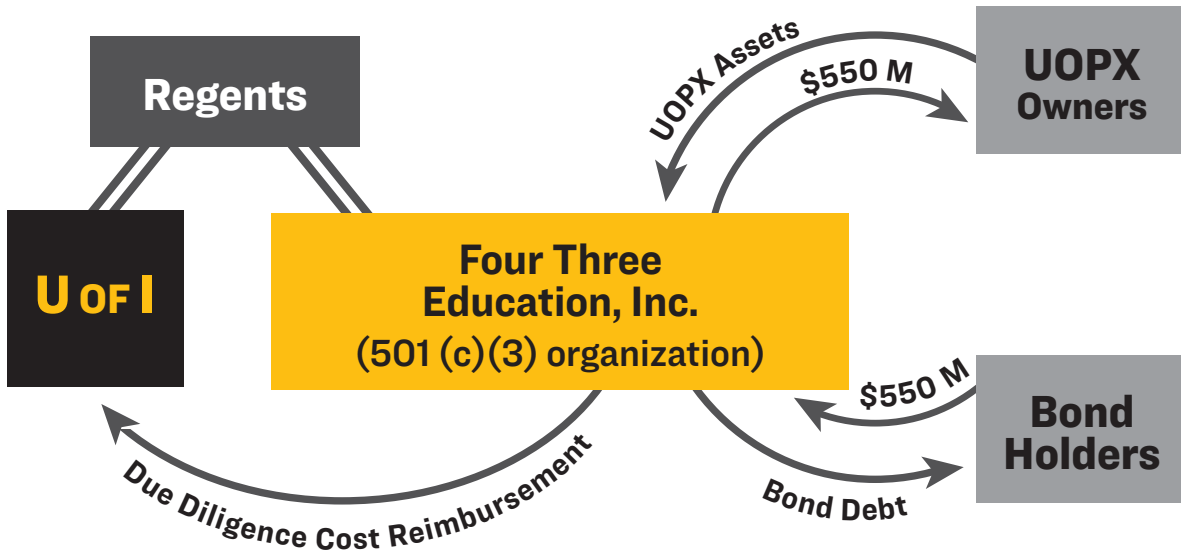 Regents
U OF I
Four Three
Education, Inc.
(501 (c)(3) organization)
UOPX Assets
$550 M
UOPX
Owners
$550 M
Bond
Holders
Bond Debt
Due Diligence Cost Reimbursement